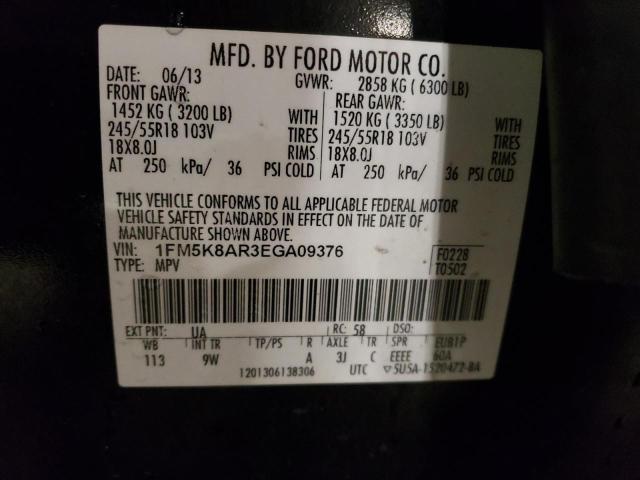 MFD. BY FORD MOTOR CO.
DATE: 06/13 GVWR: 2858 KG ( 6300 LB)
FRONT GAWR: REAR GAWR:
1452 KG ( 3200 LB) WITH 1520 KG ( 3350 LB) WITH
245/55R18 103V TIRES 245/55R18 103V TIRES
18X8.0J RIMS 18X8.0J RIMS
AT 250 kPa/ 36 PSI COLD AT 250 kPa/ 36 PSI COLD
THIS VEHICLE CONFORMS TO ALL APPLICABLE FEDERAL MOTOR
VEHICLE SAFETY STANDARDS IN EFFECT ON THE DATE OF
MANUFACTURE SHOWN ABOVE.
VIN: 1FM5K8AR3EGA09376 F0228
TYPE: MPV T0502
EXT PNT: UA RC: 58 DSO:
WB INT TR TP/PS R AXLE TR SPR EUB1P
113 9W A 3J C EEEE 60A
1201306138306 UTC ▽5U5A-1520472-BA